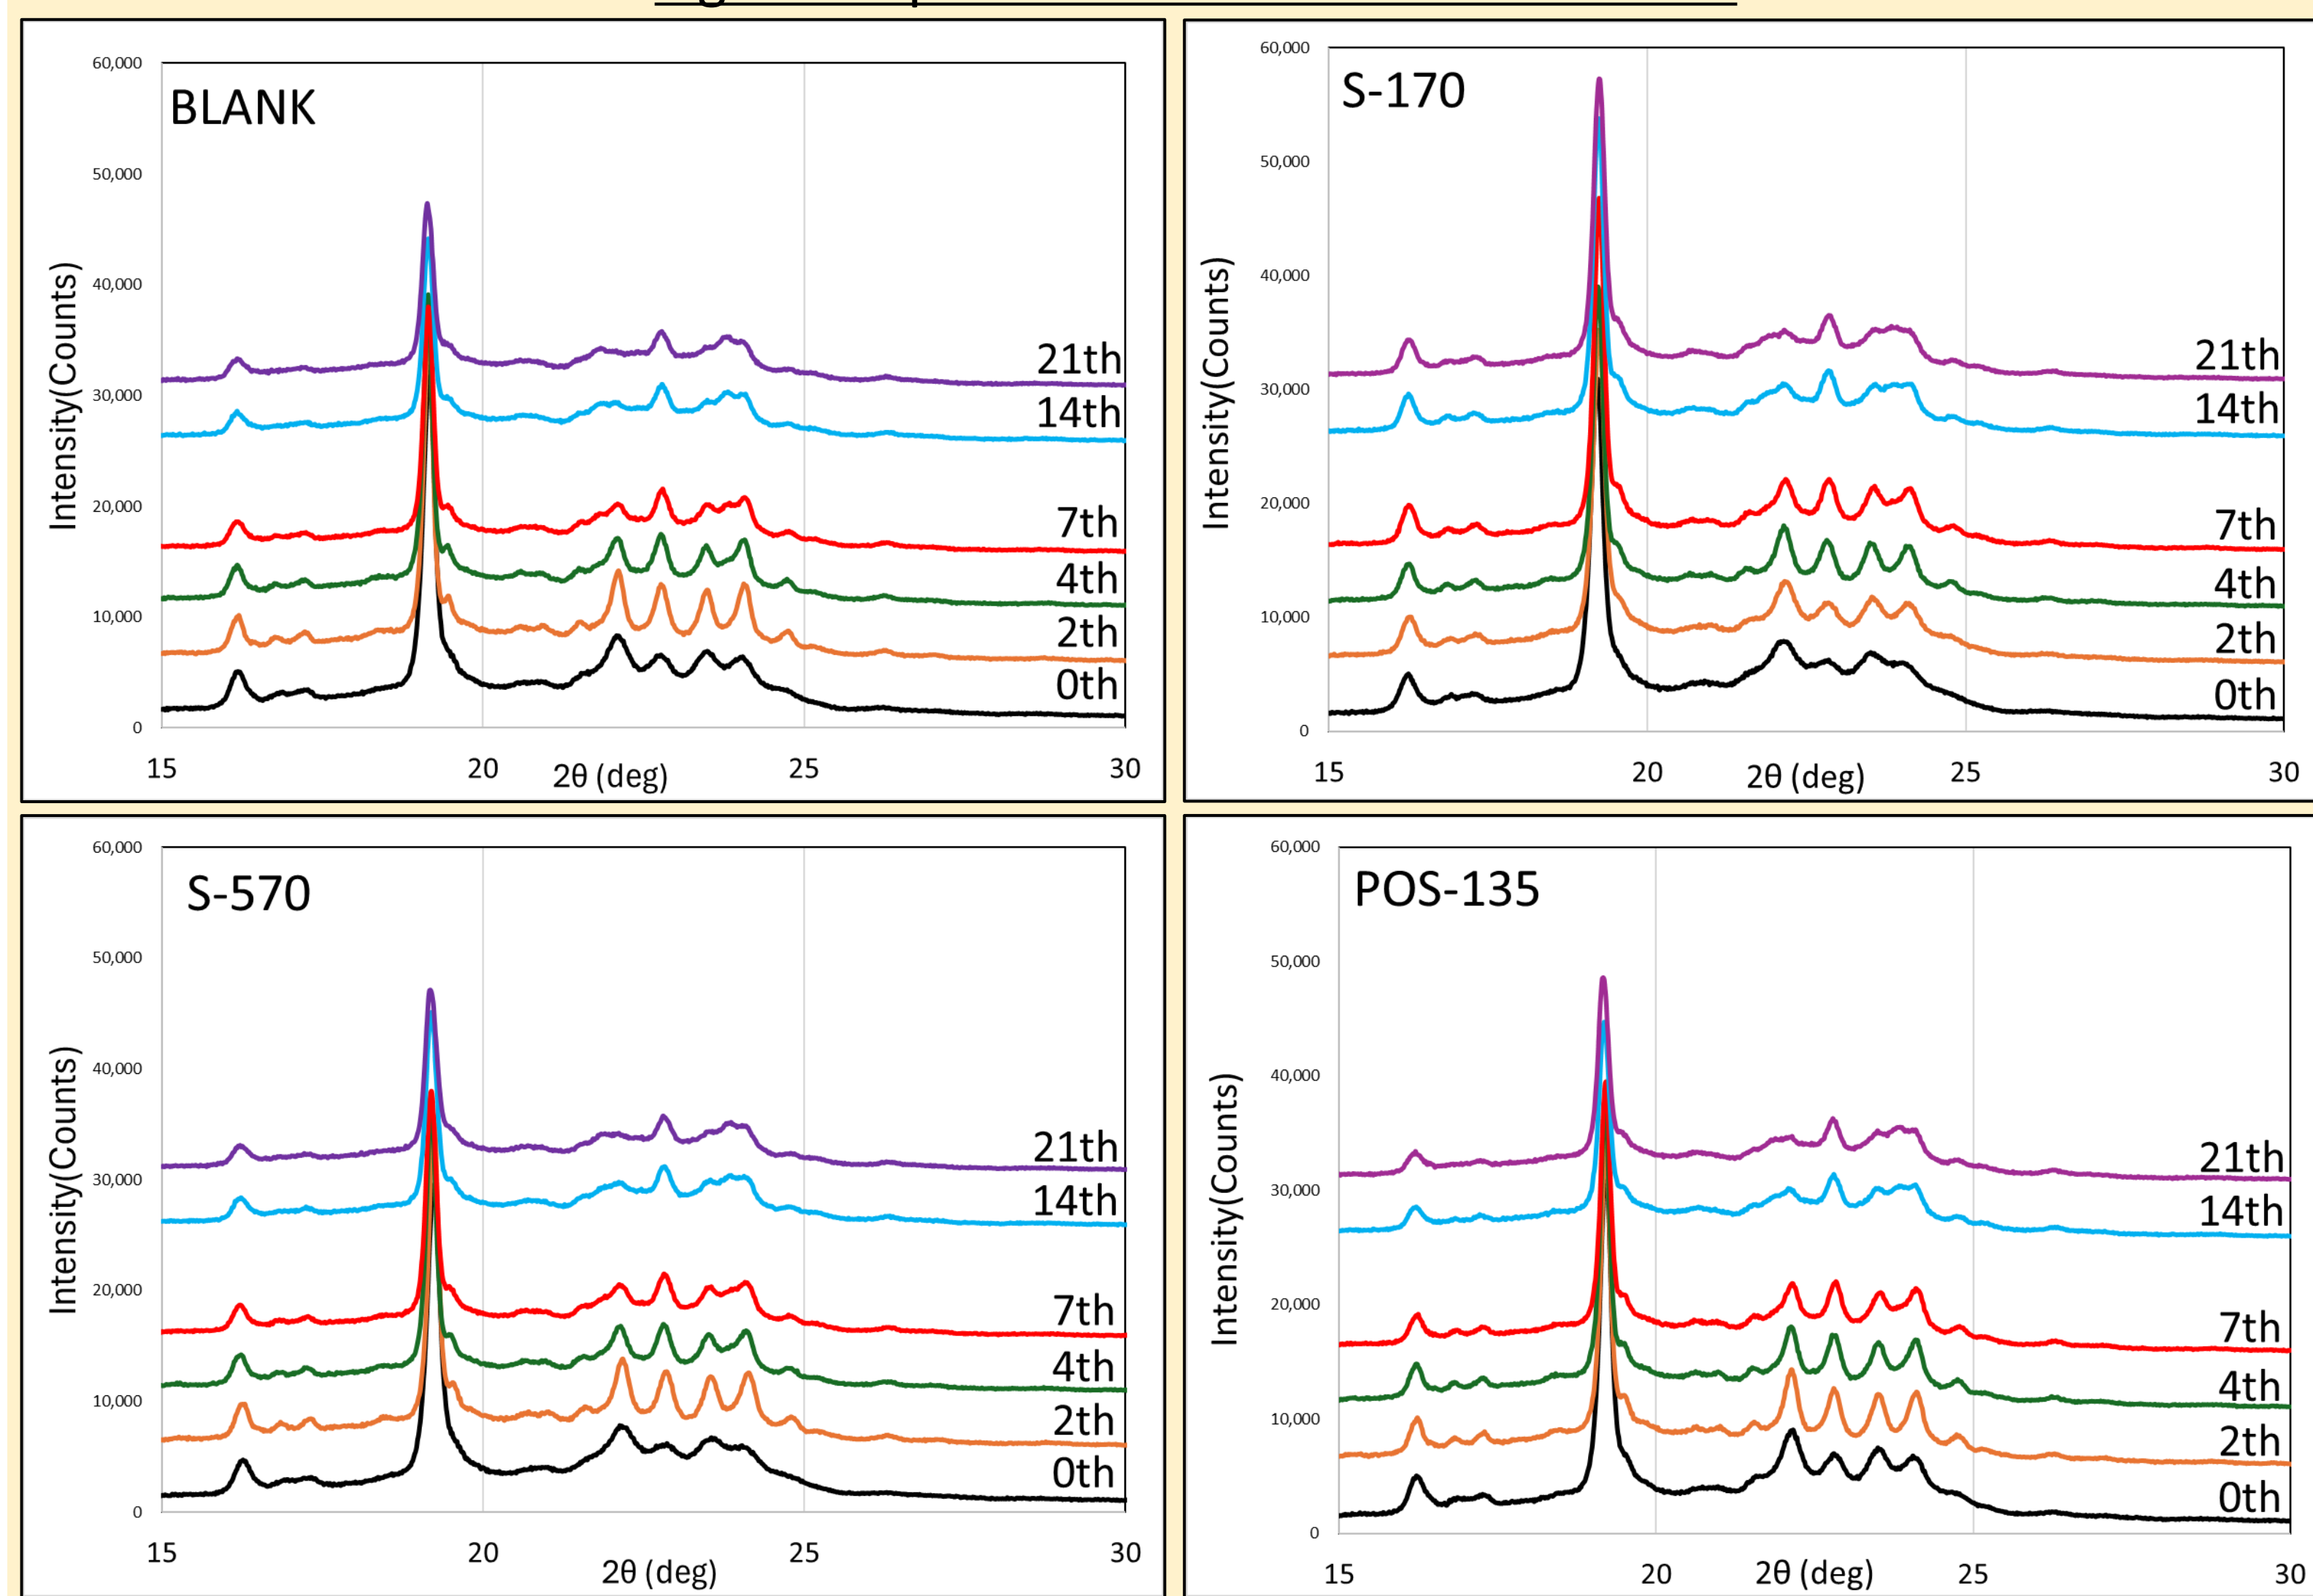 BLANK
Intensity(Counts)
60,000
50,000
40,000
30,000
20,000
10,000
0
21th
14th
7th
4th
2th
0th
15
20
25
30
2θ (deg)
S-170
Intensity(Counts)
60,000
50,000
40,000
30,000
20,000
10,000
0
21th
14th
7th
4th
2th
0th
15
20
25
30
2θ (deg)
S-570
Intensity(Counts)
60,000
50,000
40,000
30,000
20,000
10,000
0
21th
14th
7th
4th
2th
0th
15
20
25
30
2θ (deg)
POS-135
Intensity(Counts)
60,000
50,000
40,000
30,000
20,000
10,000
0
21th
14th
7th
4th
2th
0th
15
20
25
30
2θ (deg)